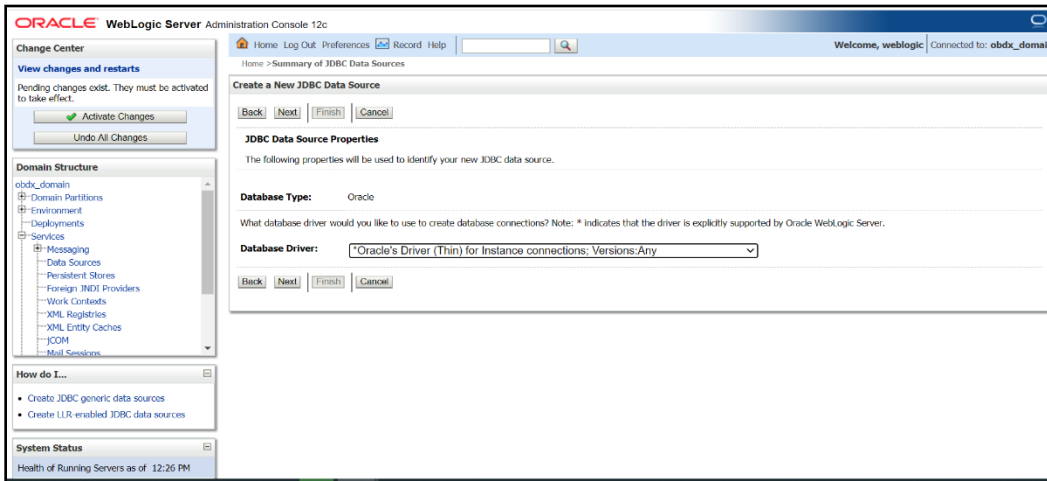 ORACLE WebLogic Server Administration Console 12c
Change Center
View changes and restarts
Pending changes exist. They must be activated
to take effect.
Activate Changes
Undo All Changes
Domain Structure
obdx_domain
Domain Partitions
Environment
Deployments
Services
Messaging
Data Sources
Persistent Stores
Foreign JNDI Providers
Work Contexts
XML Registries
XML Entity Caches
jCOM
Mail Sessions
How do I...
Create JDBC generic data sources
Create LLR-enabled JDBC data sources
System Status
Health of Running Servers as of 12:26 PM
Home Log Out Preferences Record Help
Welcome, weblogic Connected to: obdx_domai
Home >Summary of JDBC Data Sources
Create a New JDBC Data Source
Back Next Finish Cancel
JDBC Data Source Properties
The following properties will be used to identify your new JDBC data source.
Database Type: Oracle
What database driver would you like to use to create database connections? Note: * indicates that the driver is explicitly supported by Oracle WebLogic Server.
Database Driver: *Oracle's Driver (Thin) for Instance connections; Versions:Any
Back Next Finish Cancel